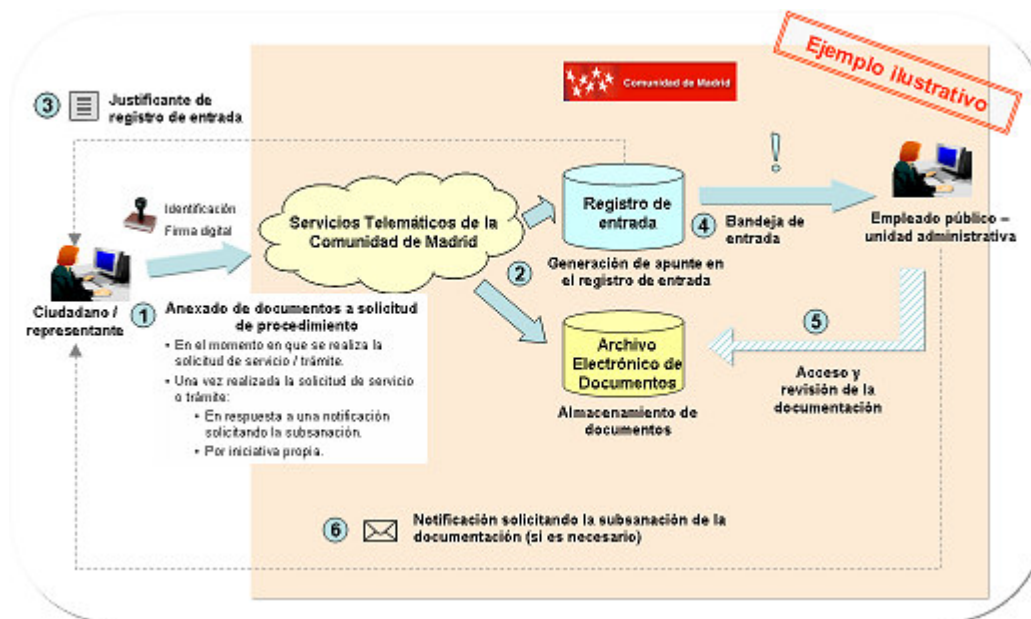 Ejemplo ilustrativo
Comunidad de Madrid
3
Justificante de
registro de entrada
Identificación
Firma digital
Servicios Telemáticos de la
Comunidad de Madrid
Registro de
entrada
4
Bandeja de
entrada
Empleado público –
unidad administrativa
2
Generación de apunte en
el registro de entrada
Ciudadano /
representante
1
Anexado de documentos a solicitud
de procedimiento
• En el momento en que se realiza la
solicitud de servicio / trámite.
• Una vez realizada la solicitud de servicio
o trámite:
• En respuesta a una notificación
solicitando la subsanación.
• Por iniciativa propia.
Archivo
Electrónico de
Documentos
Almacenamiento de
documentos
5
Acceso y
revisión de la
documentación
6
Notificación solicitando la subsanación de la
documentación (si es necesario)